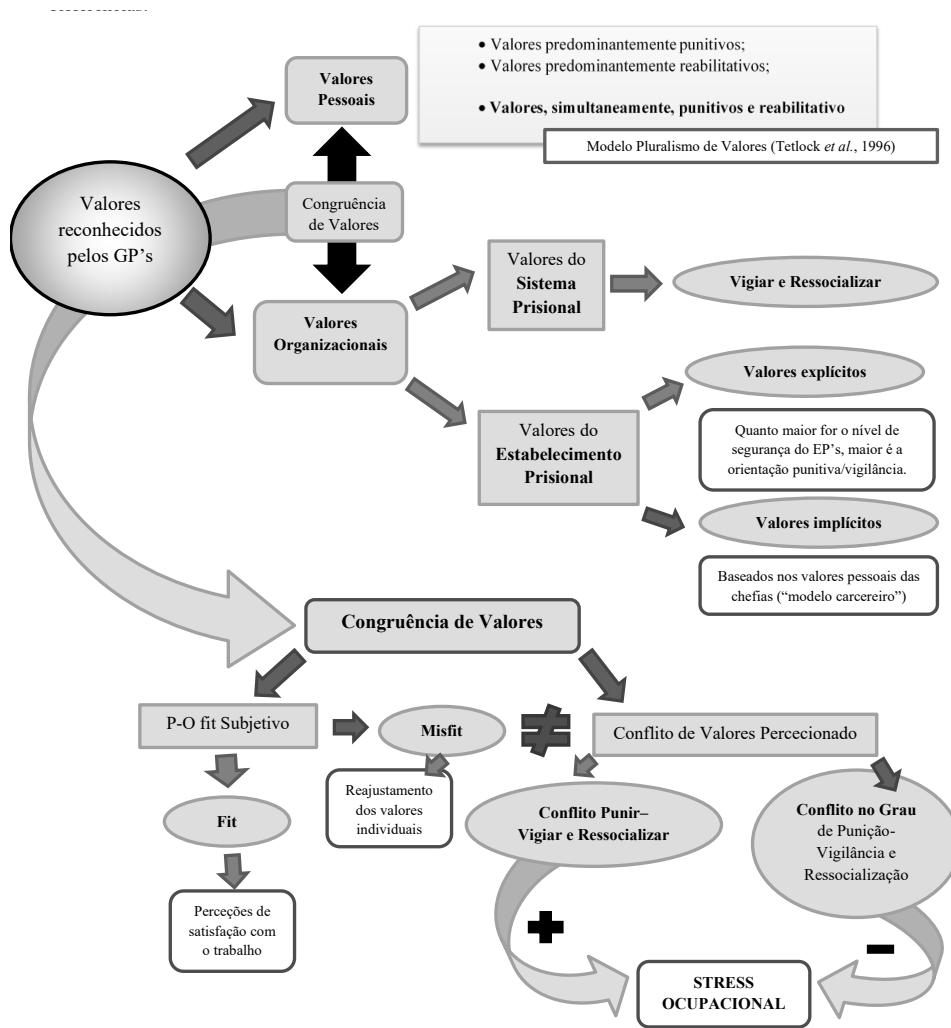 • Valores predominantemente punitivos;
• Valores predominantemente reabilitativos;
• Valores, simultaneamente, punitivos e reabilitativo
Modelo Pluralismo de Valores (Tetlock et al., 1996)
Valores
Pessoais
Valores
reconhecidos
pelos GP's
Congruência
de Valores
Valores
Organizacionais
Valores do
Sistema
Prisional
Vigiar e Ressocializar
Valores do
Estabelecimento
Prisional
Valores explícitos
Quanto maior for o nível de
segurança do EP's, maior é a
orientação punitiva/vigilância.
Valores implícitos
Baseados nos valores pessoais das
chefias (“modelo carcereiro”)
Congruência de Valores
P-O fit Subjetivo
Misfit
≠
Conflito de Valores Percecionado
Fit
Reajustamento
dos valores
individuais
Conflito Punir–
Vigiar e Ressocializar
Conflito no Grau
de Punição-
Vigilância e
Ressocialização
Perceções de
satisfação com
o trabalho
+
−
STRESS
OCUPACIONAL